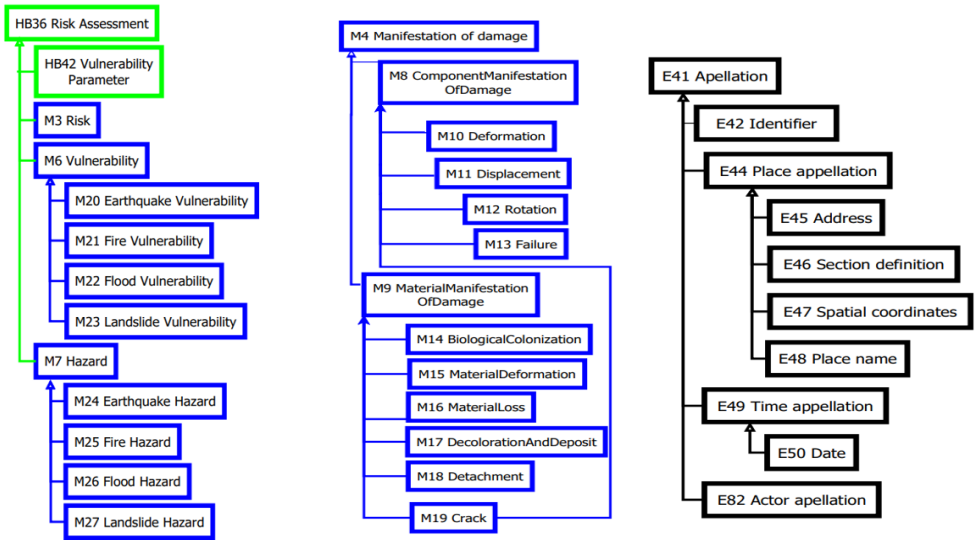 HB36 Risk Assessment
HB42 Vulnerability
Parameter
M3 Risk
M6 Vulnerability
M20 Earthquake Vulnerability
M21 Fire Vulnerability
M22 Flood Vulnerability
M23 Landslide Vulnerability
M7 Hazard
M24 Earthquake Hazard
M25 Fire Hazard
M26 Flood Hazard
M27 Landslide Hazard
M4 Manifestation of damage
M8 ComponentManifestation
OfDamage
M10 Deformation
M11 Displacement
M12 Rotation
M13 Failure
M9 MaterialManifestation
OfDamage
M14 BiologicalColonization
M15 MaterialDeformation
M16 MaterialLoss
M17 DecolorationAndDeposit
M18 Detachment
M19 Crack
E41 Apellation
E42 Identifier
E44 Place appellation
E45 Address
E46 Section definition
E47 Spatial coordinates
E48 Place name
E49 Time appellation
E50 Date
E82 Actor apellation